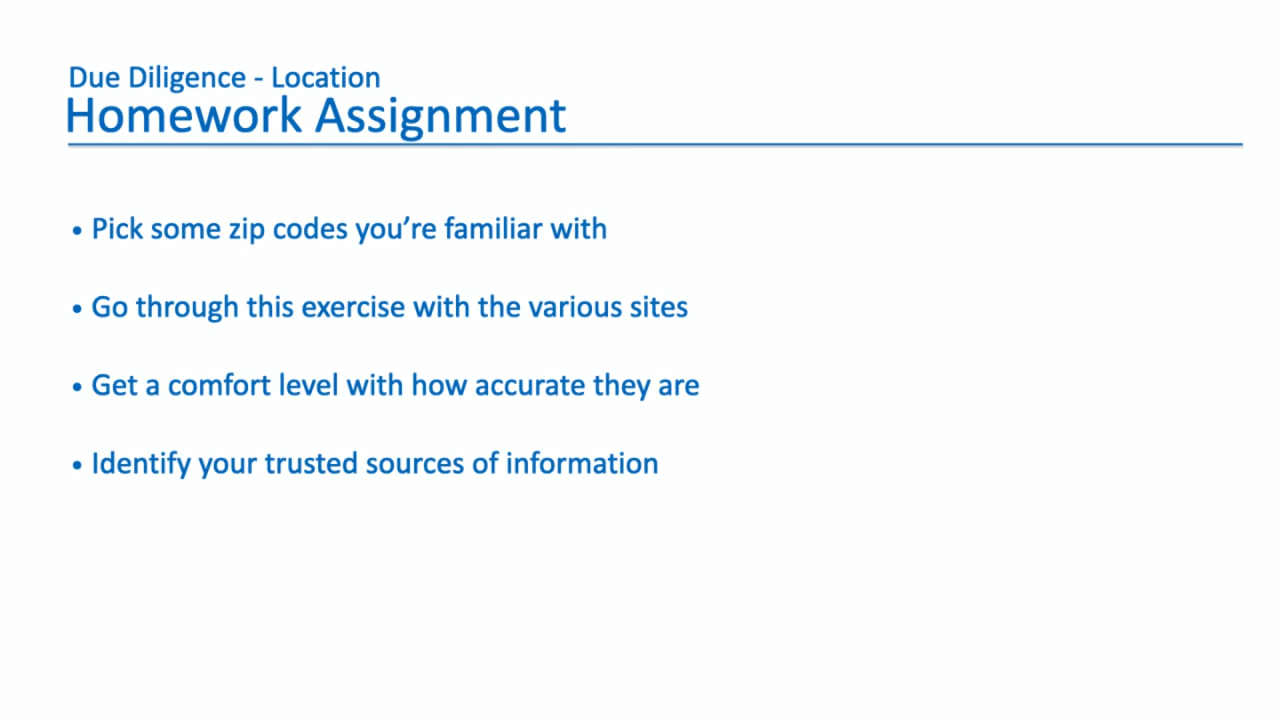 Due Diligence - Location
Homework Assignment
• Pick some zip codes you’re familiar with
• Go through this exercise with the various sites
• Get a comfort level with how accurate they are
• Identify your trusted sources of information